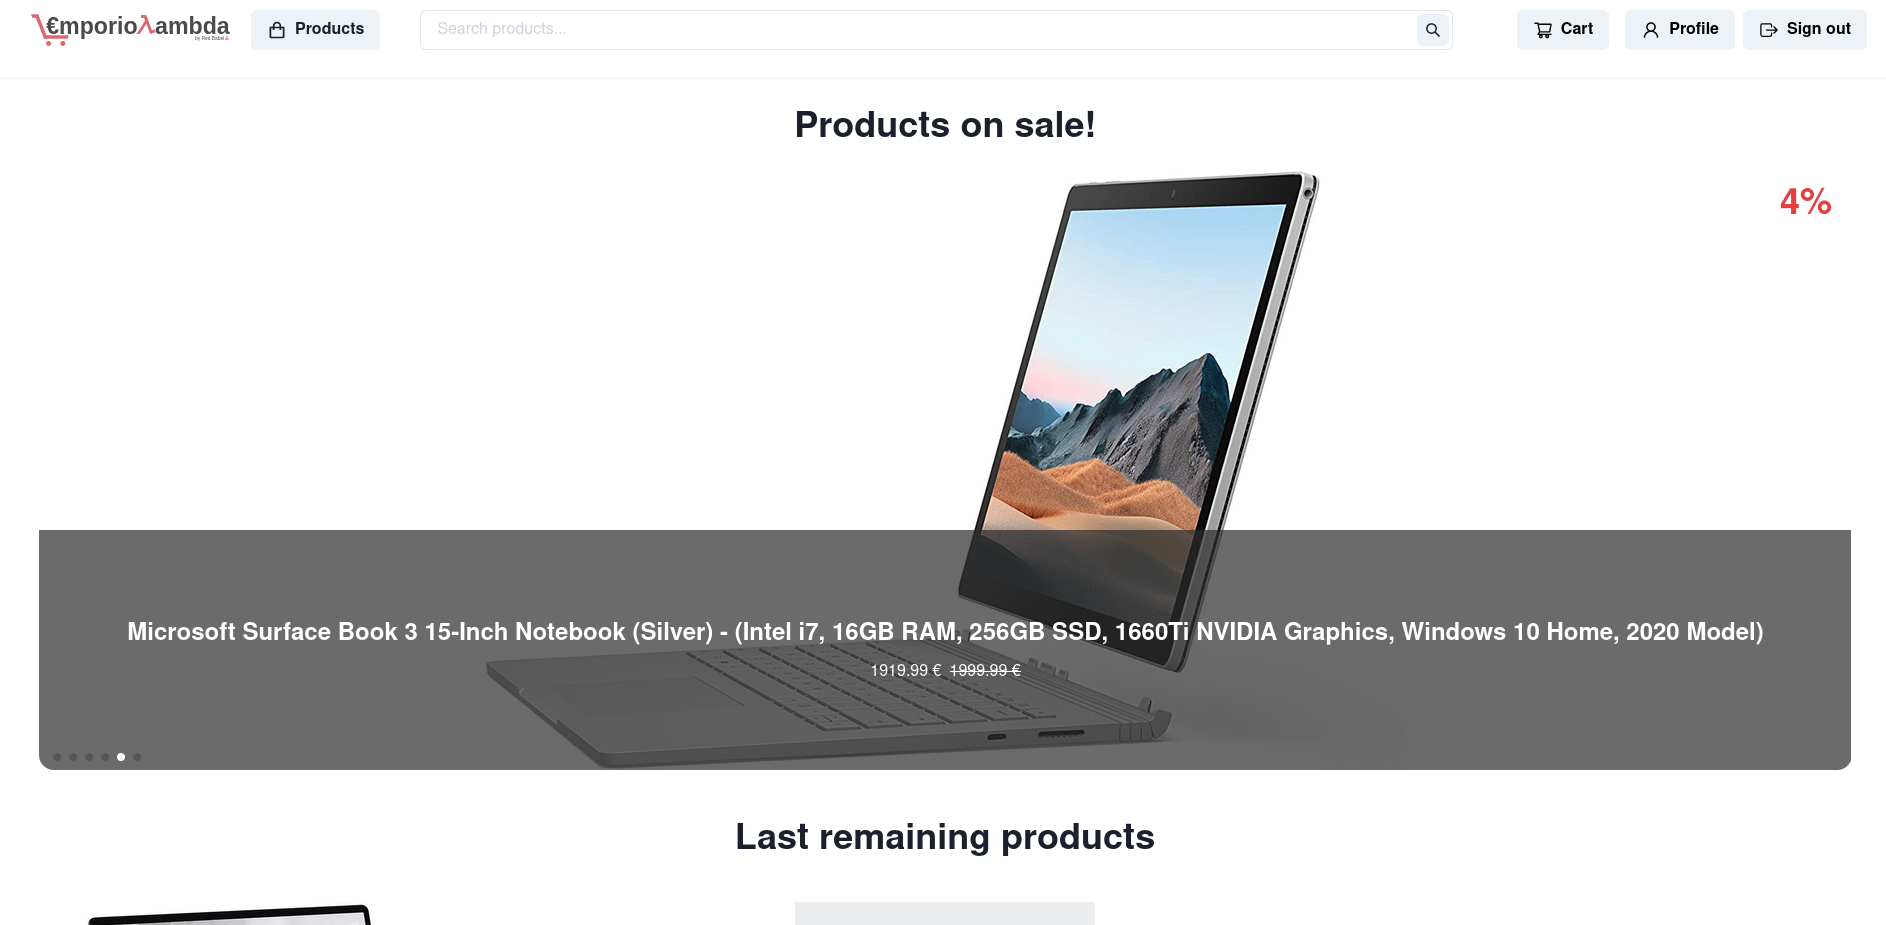 €mporioλambda
by Red Babel
Products
Search products...
Cart
Profile
Sign out
Products on sale!
4%
Microsoft Surface Book 3 15-Inch Notebook (Silver) - (Intel i7, 16GB RAM, 256GB SSD, 1660Ti NVIDIA Graphics, Windows 10 Home, 2020 Model)
1919.99 € 1999.99 €
Last remaining products